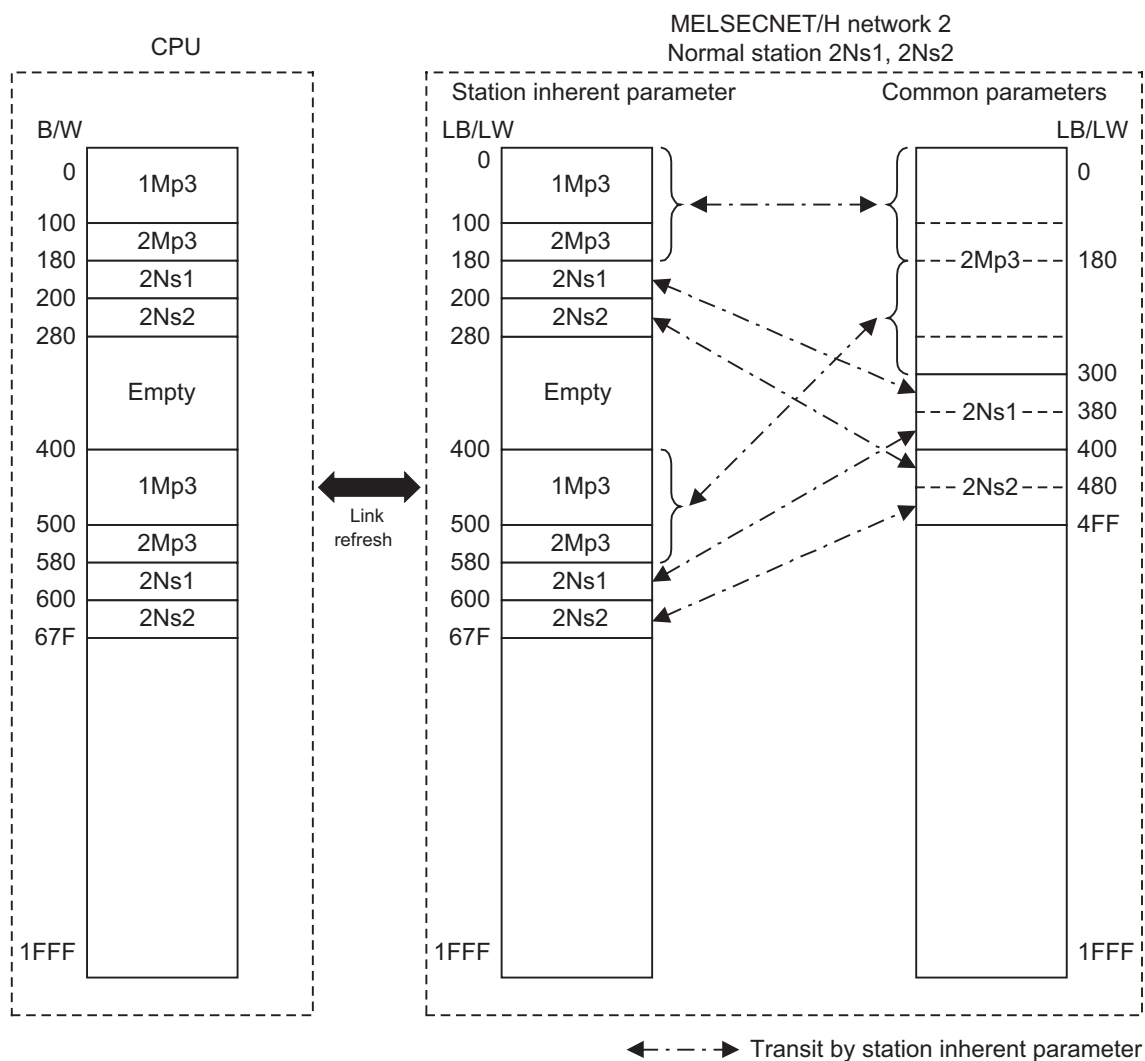 MELSECNET/H network 2
CPU
Normal station 2Ns1, 2Ns2
Station inherent parameter
Common parameters
B/W
LB/LW
LB/LW
0
1Mp3
0
1Mp3
0
100
2Mp3
100
2Mp3
180
2Ns1
180
2Ns1
2Mp3
180
200
2Ns2
200
2Ns2
280
280
Empty
Empty
300
2Ns1
380
400
400
400
1Mp3
1Mp3
2Ns2
480
Link
refresh
500
2Mp3
500
2Mp3
4FF
580
2Ns1
580
2Ns1
600
2Ns2
600
2Ns2
67F
67F
1FFF
1FFF
1FFF
Transit by station inherent parameter